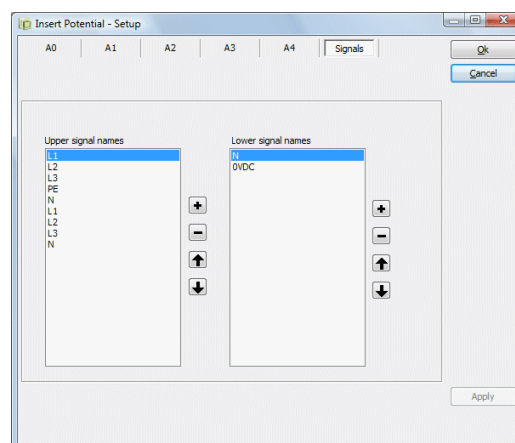 Insert Potential - Setup
A0 A1 A2 A3 A4 Signals
Ok
Cancel
Upper signal names
L1
L2
L3
PE
N
L1
L2
L3
N
Lower signal names
N
0VDC
Apply